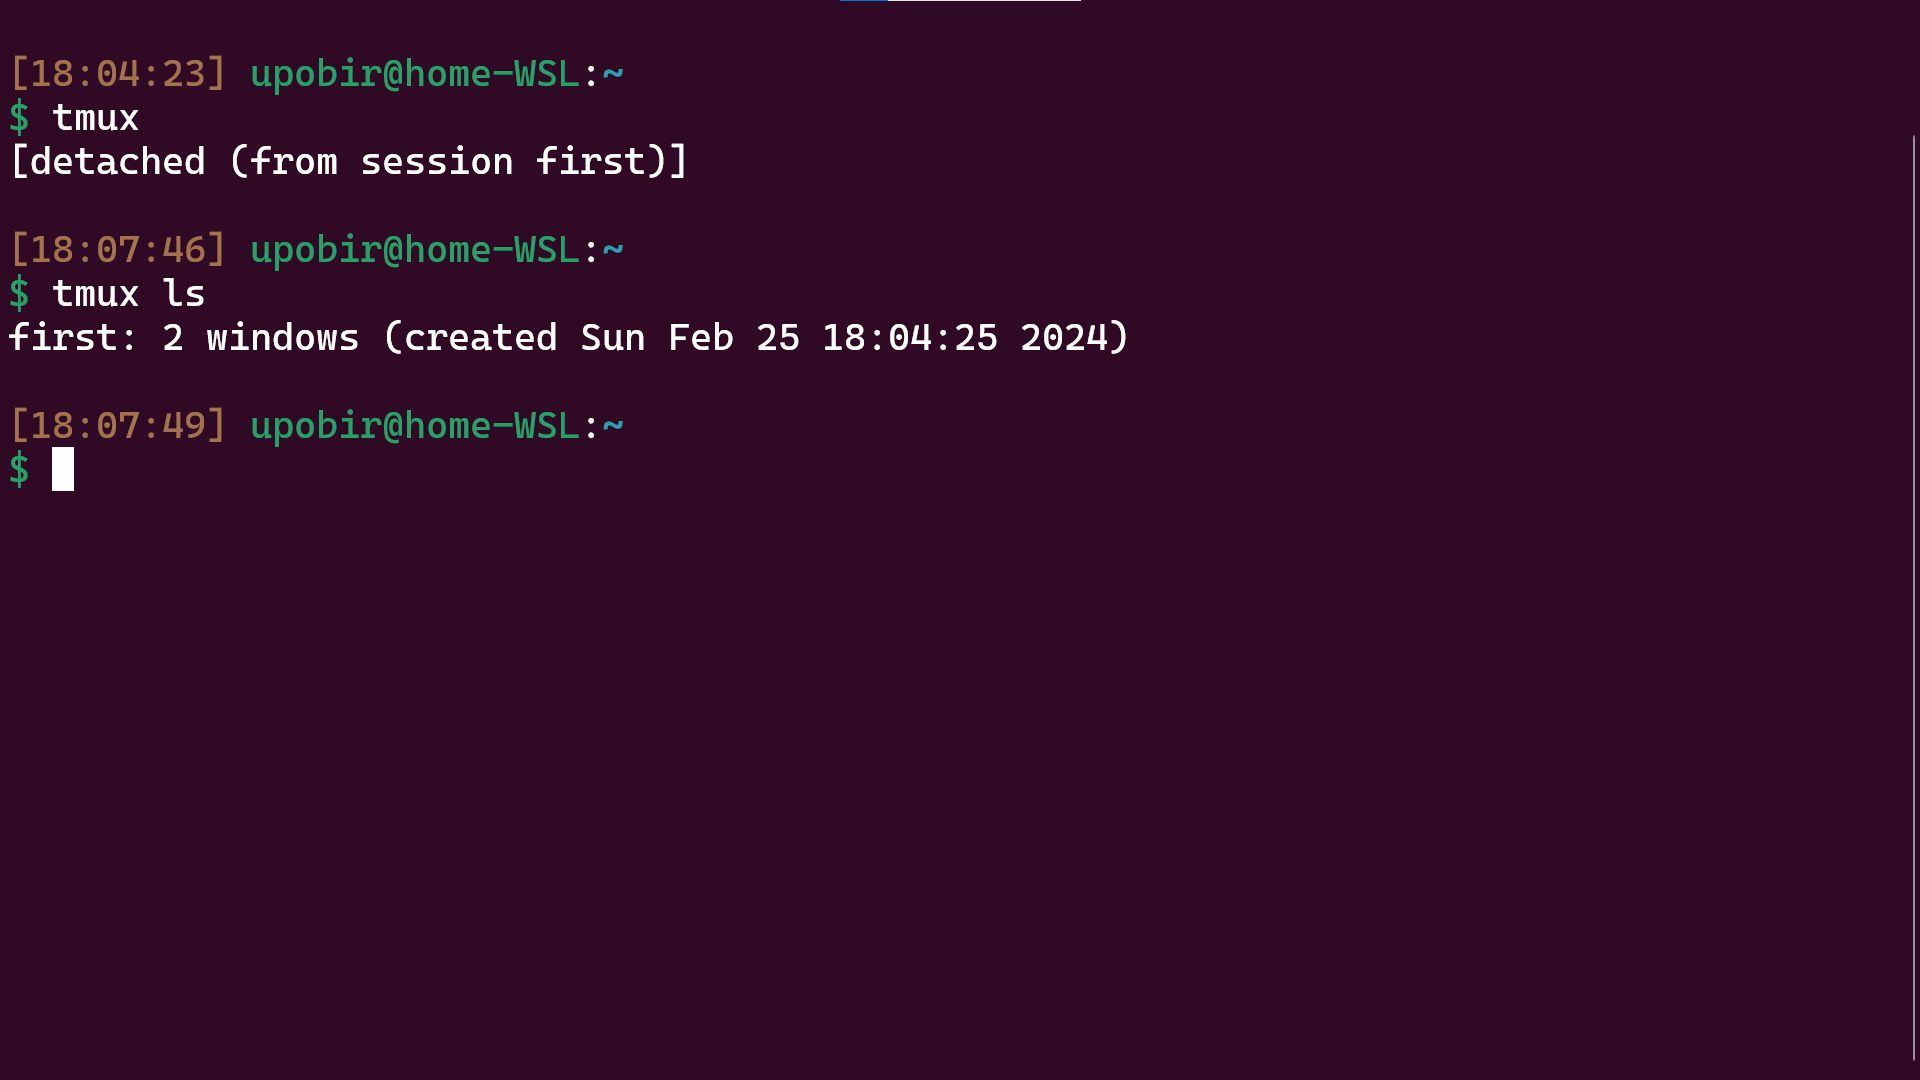 [18:04:23] upobir@home-WSL:~
$ tmux
[detached (from session first)]
[18:07:46] upobir@home-WSL:~
$ tmux ls
first: 2 windows (created Sun Feb 25 18:04:25 2024)
[18:07:49] upobir@home-WSL:~
$